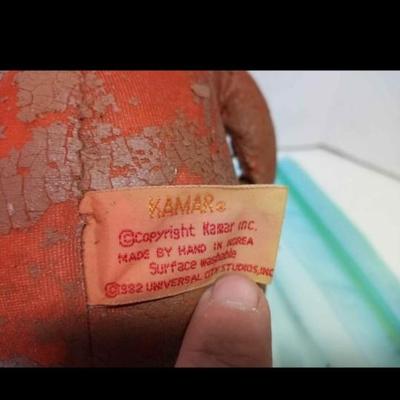 KAMAR®
©Copyright Kamar Inc.
MADE BY HAND IN KOREA
Surface washable
©1982 UNIVERSAL CITY STUDIOS, INC.